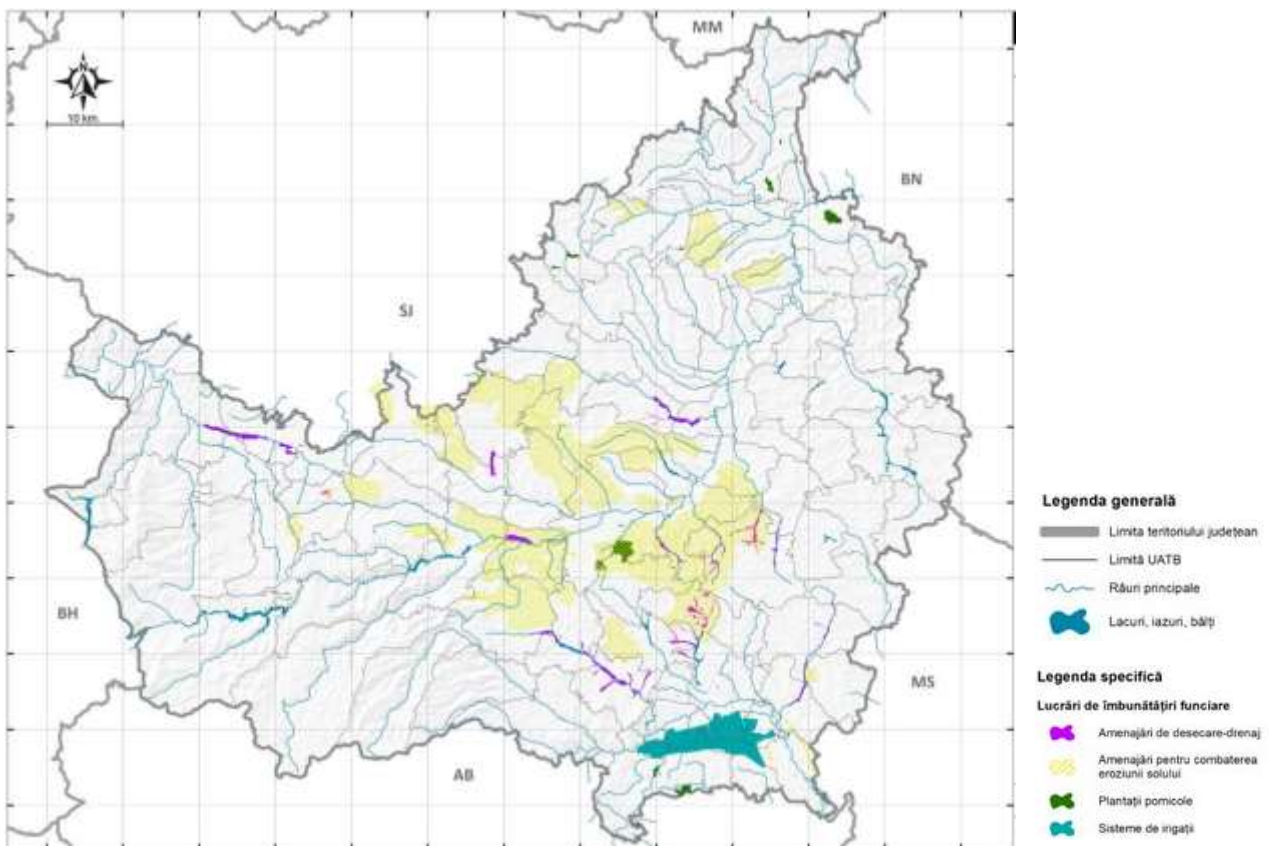 MM
N
10 km
BN
SJ
BH
MS
AB
Legenda generală
Limita teritoriului județean
Limită UATB
Râuri principale
Lacuri, iazuri, bălți
Legenda specifică
Lucrări de îmbunătățiri funciare
Amenajări de desecare-drenaj
Amenajări pentru combaterea
eroziunii solului
Plantații pomicole
Sisteme de irigații